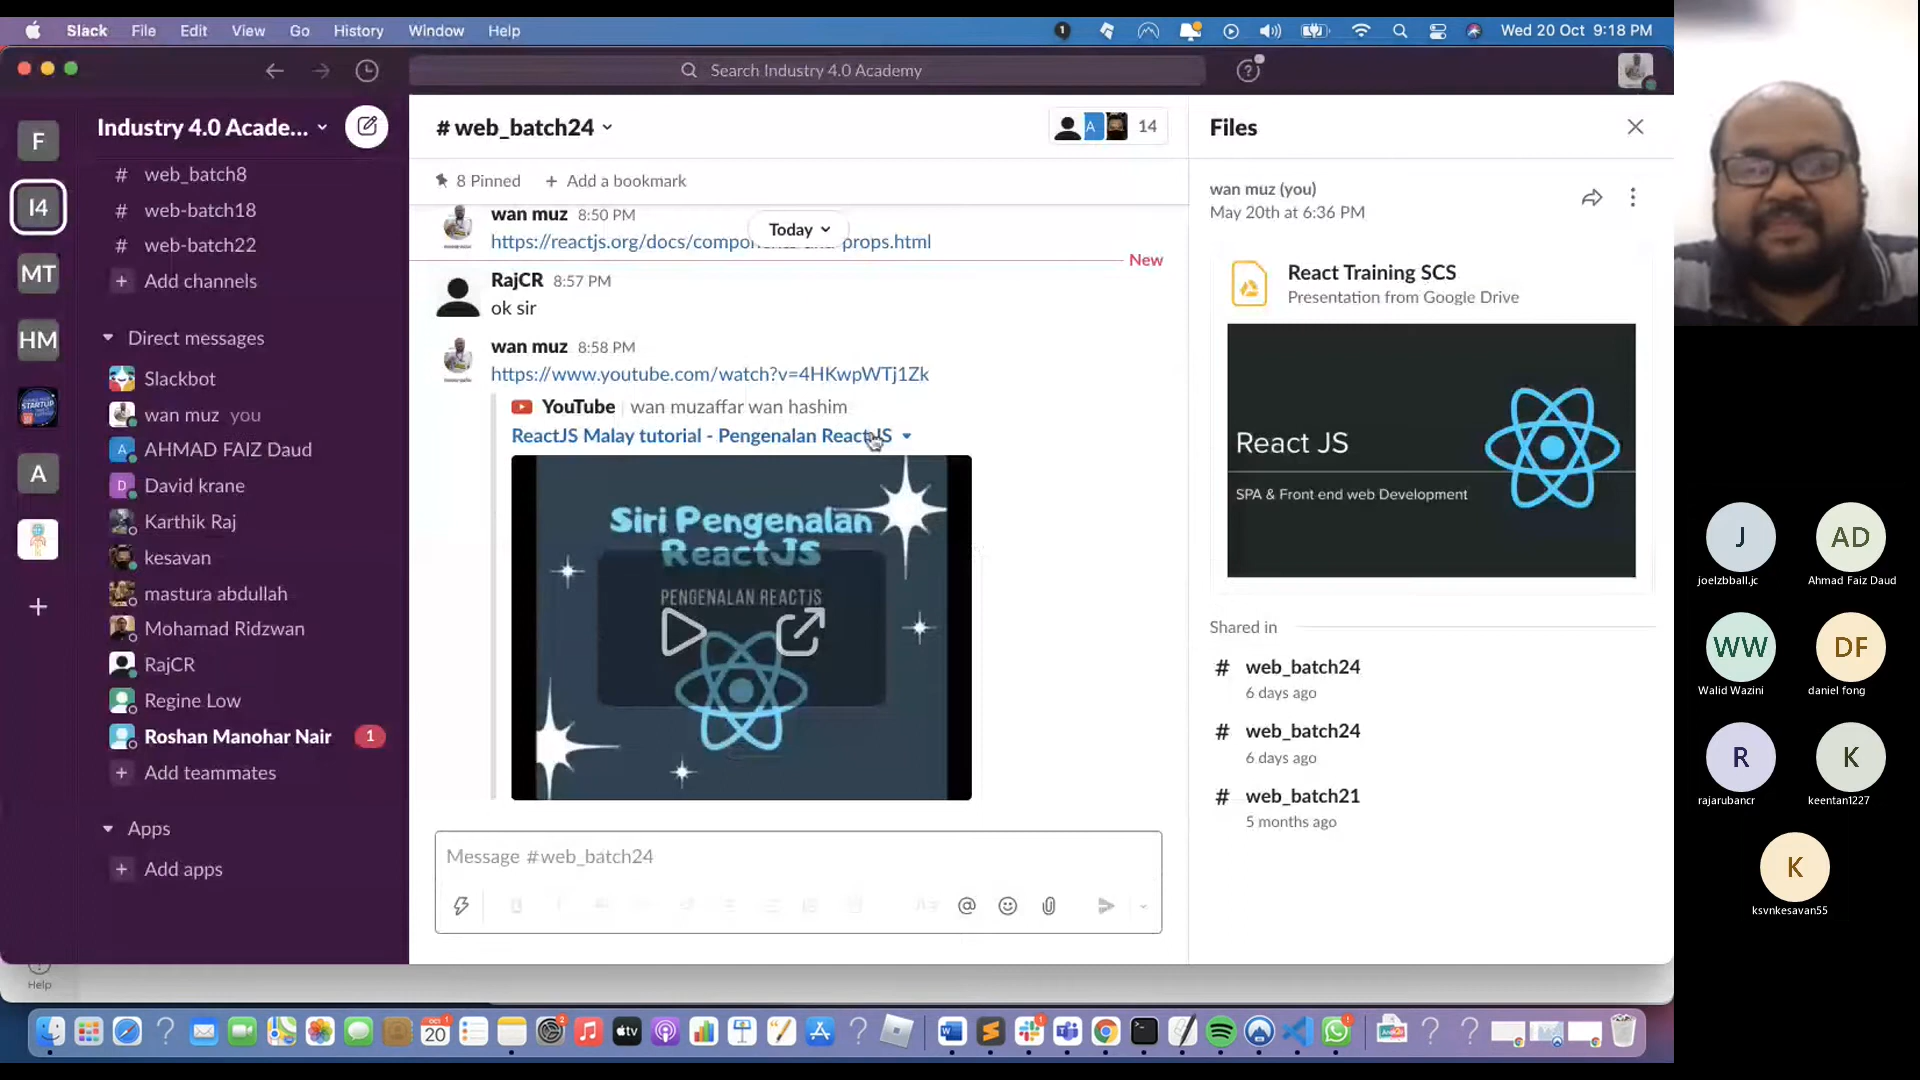 Slack File Edit View Go History Window Help
1
Wed 20 Oct 9:18 PM
Search Industry 4.0 Academy
F
I4
MT
HM
A
Industry 4.0 Acade...
# web_batch8
# web-batch18
# web-batch22
+ Add channels
Direct messages
Slackbot
wan muz you
A AHMAD FAIZ Daud
D David krane
Karthik Raj
kesavan
mastura abdullah
Mohamad Ridzwan
RajCR
Regine Low
Roshan Manohar Nair 1
+ Add teammates
Apps
+ Add apps
Help
# web_batch24
A 14
8 Pinned + Add a bookmark
wan muz 8:50 PM
Today
https://reactjs.org/docs/compo props.html
New
RajCR 8:57 PM
ok sir
wan muz 8:58 PM
https://www.youtube.com/watch?v=4HKwpWTj1Zk
YouTube wan muzaffar wan hashim
ReactJS Malay tutorial - Pengenalan ReactJS
Siri Pengenalan
ReactJS
PENGENALAN REACTJS
Message #web_batch24
Files
wan muz (you)
May 20th at 6:36 PM
React Training SCS
Presentation from Google Drive
React JS
SPA & Front end web Development
Shared in
# web_batch24
6 days ago
# web_batch24
6 days ago
# web_batch21
5 months ago
J AD
joelzbball.jc Ahmad Faiz Daud
WW DF
Walid Wazini daniel fong
R K
rajarubancr keentan1227
K
ksvnkesavan55
OCT
20
tv